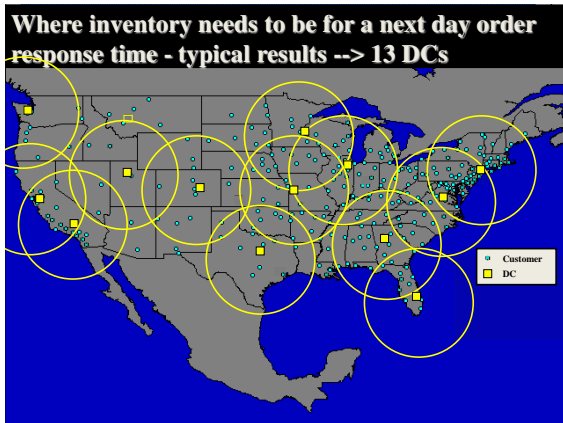 Where inventory needs to be for a next day order
response time - typical results --> 13 DCs
Customer
DC